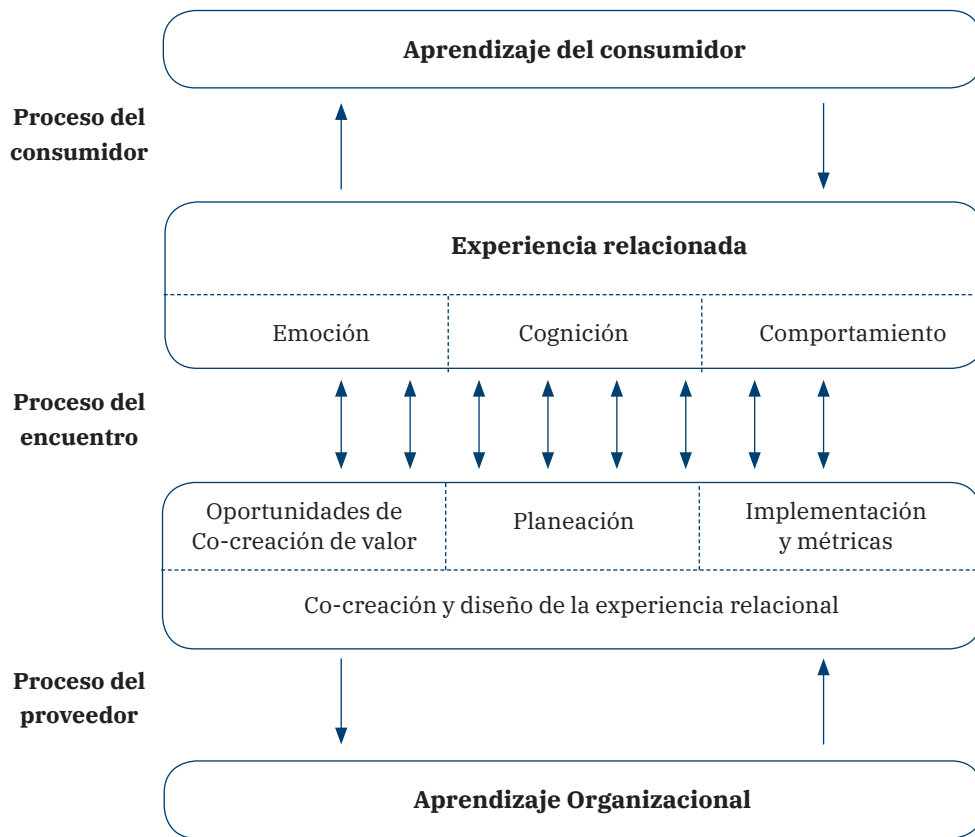 Aprendizaje del consumidor
Proceso del
consumidor
Experiencia relacionada
Emoción
Cognición
Comportamiento
Proceso del
encuentro
Oportunidades de
Co-creación de valor
Planeación
Implementación
y métricas
Co-creación y diseño de la experiencia relacional
Proceso del
proveedor
Aprendizaje Organizacional